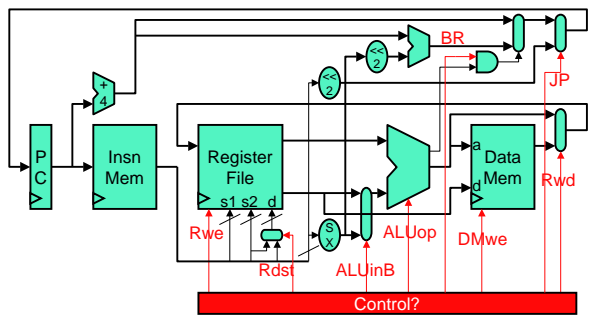 BR
<< 2
<< 2
+ 4
JP
P C
Insn Mem
Register File
s1 s2 d
a
d
Data Mem
Rwd
S X
Rwe
Rdst
ALUinB
ALUop
DMwe
Control?